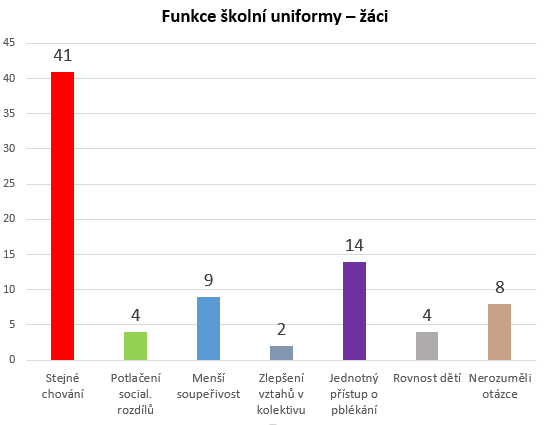 Funkce školní uniformy – žáci
45
40
35
30
25
20
15
10
5
0
41
4
9
2
14
4
8
Stejné
chování
Potlačení
social.
rozdílů
Menší
soupeřivost
Zlepšení
vztahů v
kolektivu
Jednotný
přístup o
pblékání
Rovnost dětí
Nerozuměli
otázce